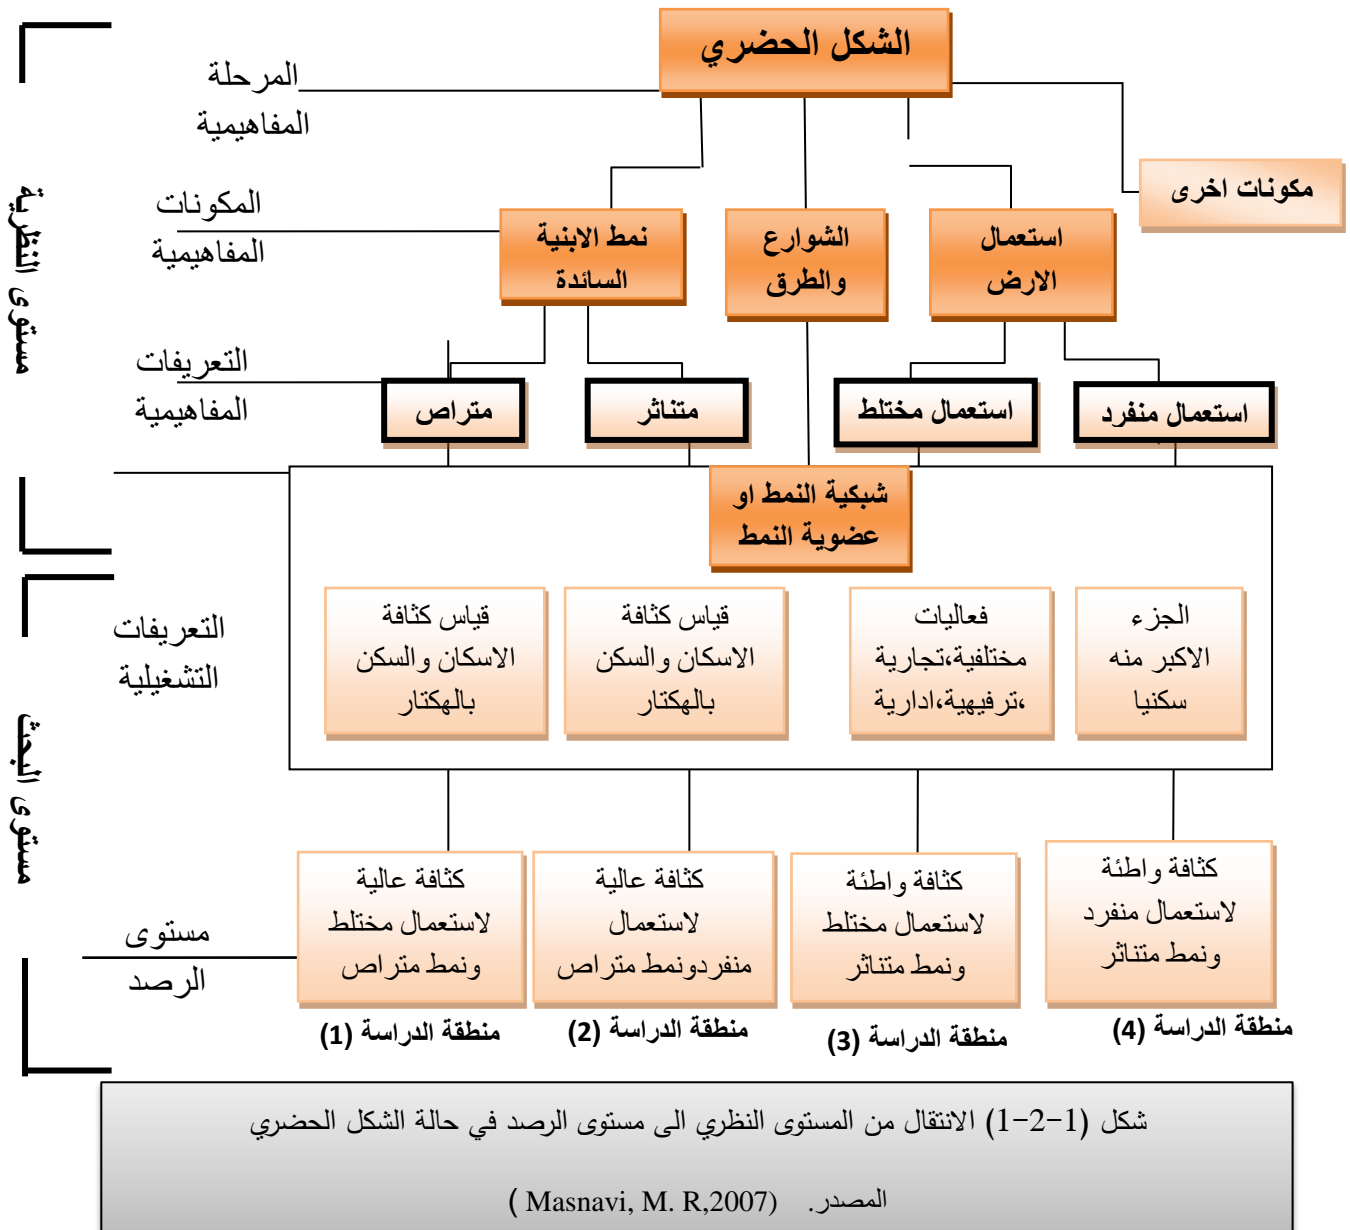 الشكل الحضري
المرحلة
المفاهيمية
مكونات اخرى
مستوى النظرية
المكونات
المفاهيمية
استعمال
الارض
الشوارع
والطرق
نمط الابنية
السائدة
التعريفات
المفاهيمية
استعمال منفرد
استعمال مختلط
متناثر
متراص
شبكية النمط او
عضوية النمط
مستوى البحث
التعريفات
التشغيلية
الجزء
الاكبر منه
سكنيا
فعاليات
مختلفية،تجارية
،ترفيهية،ادارية
قياس كثافة
الاسكان والسكن
بالهكتار
قياس كثافة
الاسكان والسكن
بالهكتار
مستوى
الرصد
كثافة واطئة
لاستعمال منفرد
ونمط متناثر
كثافة واطئة
لاستعمال مختلط
ونمط متناثر
كثافة عالية
لاستعمال
منفردونمط متراص
كثافة عالية
لاستعمال مختلط
ونمط متراص
منطقة الدراسة (4)
منطقة الدراسة (3)
منطقة الدراسة (2)
منطقة الدراسة (1)
شكل (1-2-1) الانتقال من المستوى النظري الى مستوى الرصد في حالة الشكل الحضري
المصدر. (Masnavi, M. R,2007 )